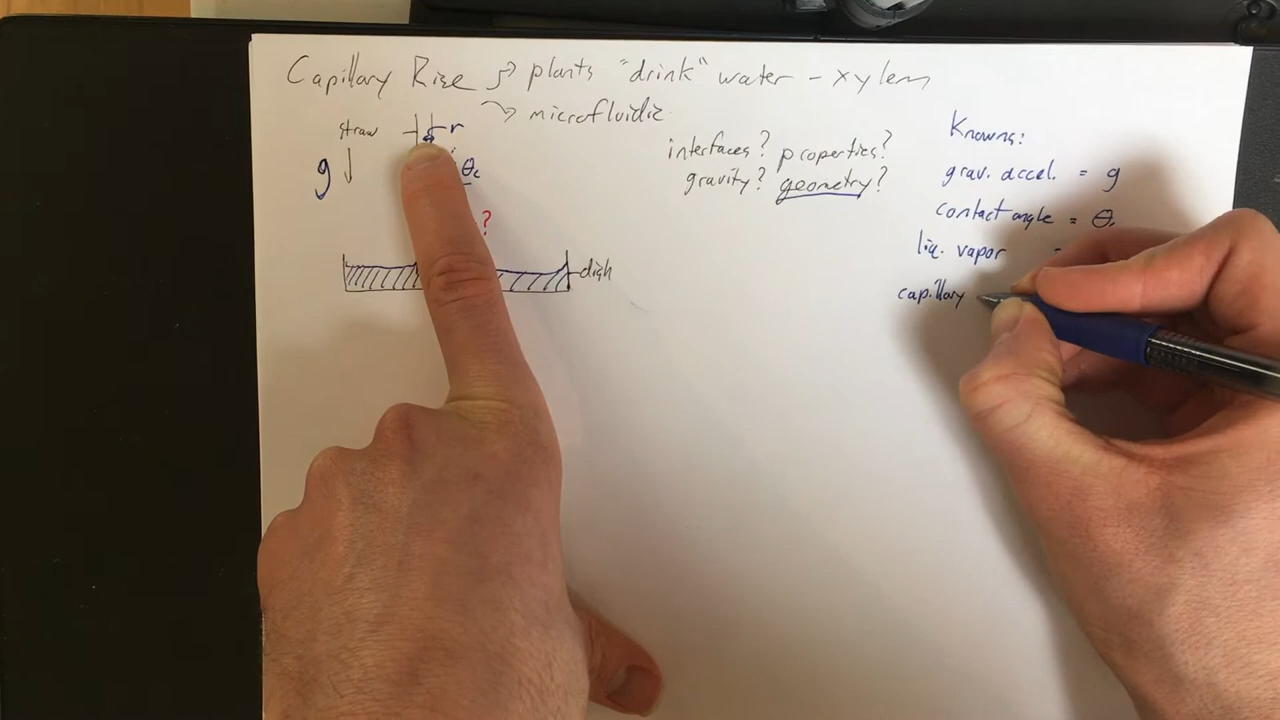 Capillary Rise → plants "drink" water - xylem
→ microfluidic
straw r
g θc
?
dish
interfaces? properties?
gravity? geometry?
Knowns:
grav. accel. = g
contact angle = θc
liq. vapor =
capillary